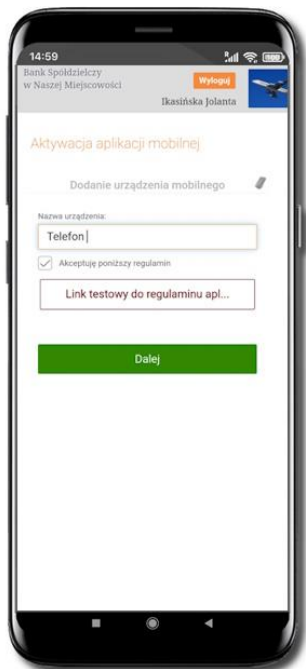 14:59
Bank Spółdzielczy
w Naszej Miejscowości
Wyloguj
Ikasińska Jolanta
Aktywacja aplikacji mobilnej
Dodanie urządzenia mobilnego
Nazwa urządzenia:
Telefon
Akceptuję poniższy regulamin
Link testowy do regulaminu apl...
Dalej